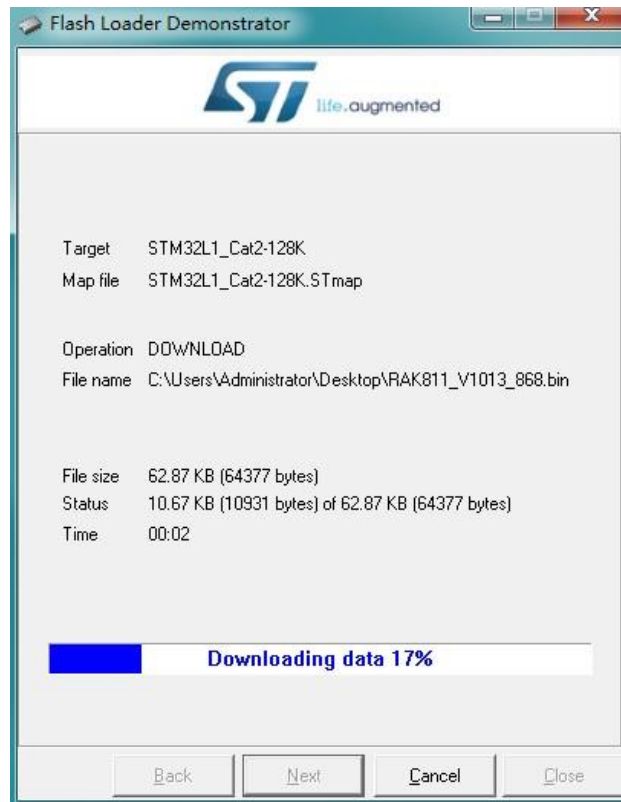 Flash Loader Demonstrator
ST life.augmented
Target STM32L1_Cat2-128K
Map file STM32L1_Cat2-128K.STmap
Operation DOWNLOAD
File name C:\Users\Administrator\Desktop\RAK811_V1013_868.bin
File size 62.87 KB (64377 bytes)
Status 10.67 KB (10931 bytes) of 62.87 KB (64377 bytes)
Time 00:02
Downloading data 17%
Back Next Cancel Close